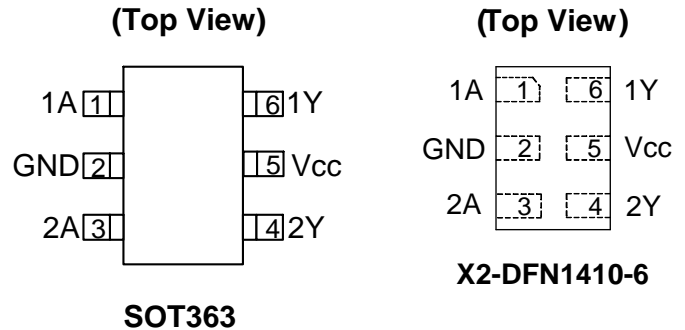 (Top View)
1A 1 6 1Y
GND 2 5 Vcc
2A 3 4 2Y
SOT363
(Top View)
1A 1 6 1Y
GND 2 5 Vcc
2A 3 4 2Y
X2-DFN1410-6